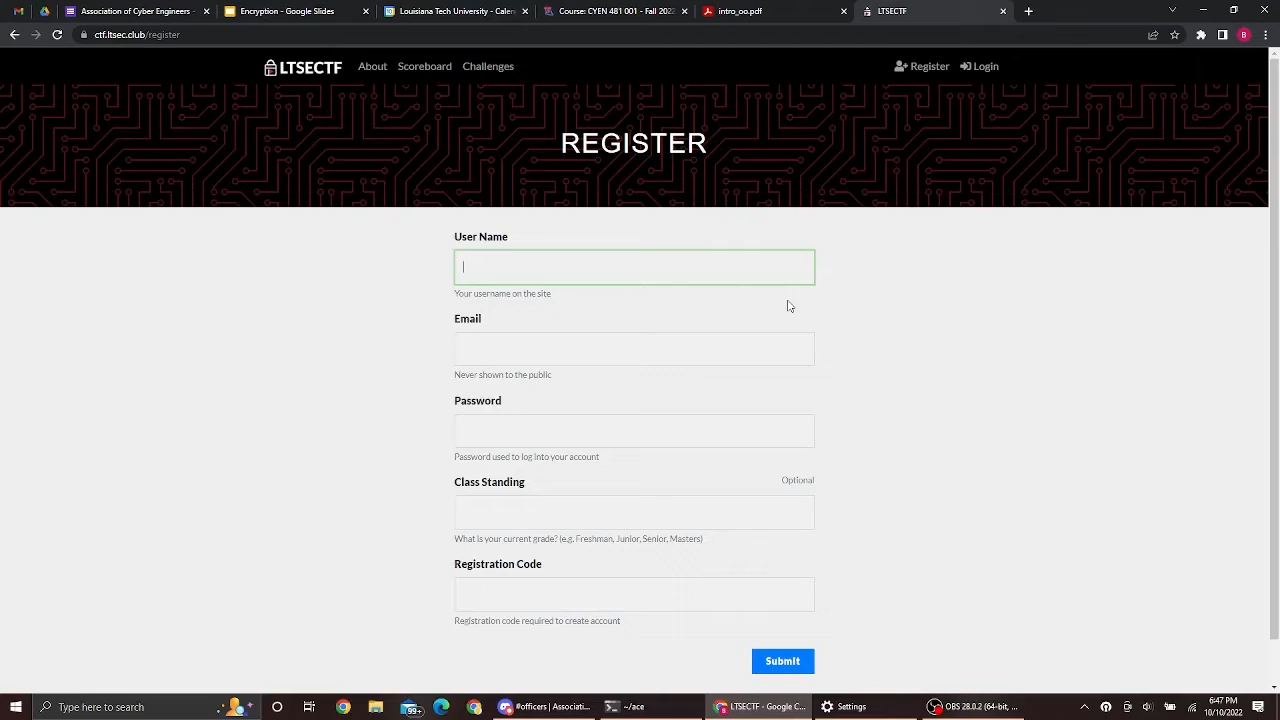 Association of Cyber Engineers -
Encryption - Google Slides
Louisiana Tech University - Calen
Course: CYEN 481 001 - Fall 2022
intro_oo.pdf
LTSECTF
ctf.ltsec.club/register
B
LTSECTF
About
Scoreboard
Challenges
Register
Login
REGISTER
User Name
Your username on the site
Email
Never shown to the public
Password
Password used to log into your account
Class Standing
Optional
What is your current grade? (e.g. Freshman, Junior, Senior, Masters)
Registration Code
Registration code required to create account
Submit
Type here to search
99+
#ctf | Associati...
~/ace
LTSECTF - Google C...
Settings
OBS 28.0.2 (64-bit, ...
6:47 PM
10/10/2022